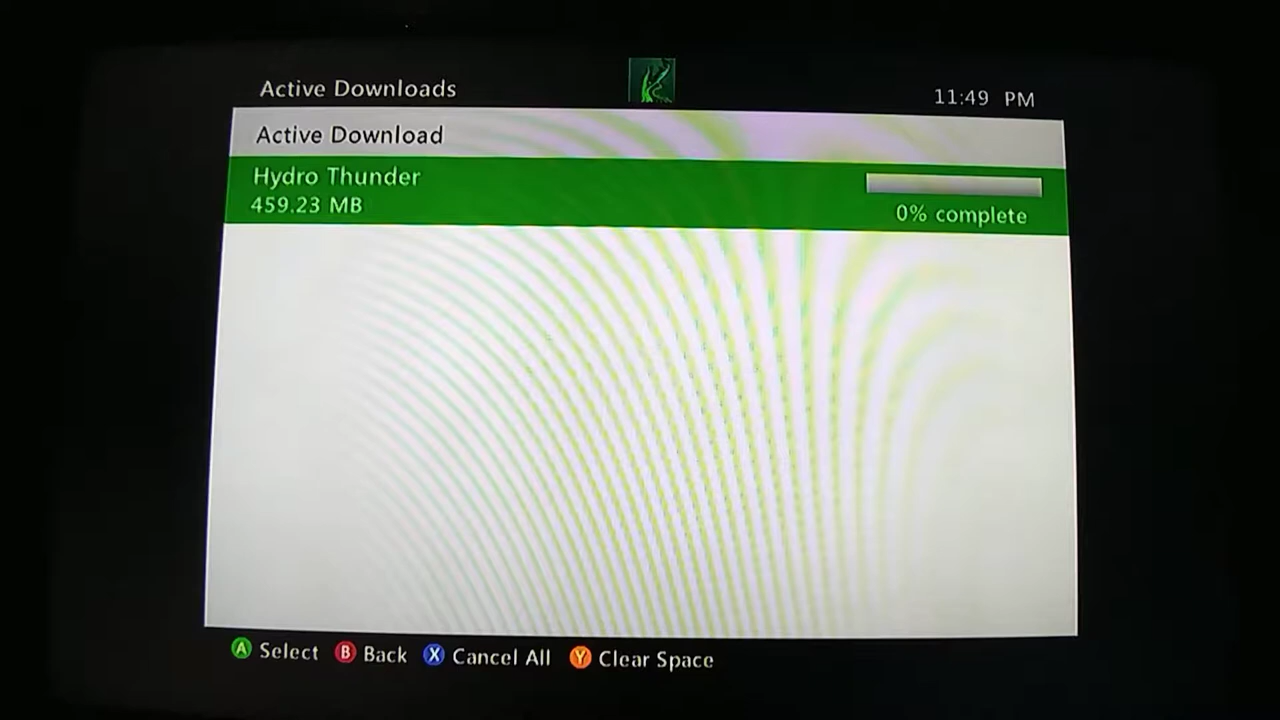 Active Downloads
11:49 PM
Active Download
Hydro Thunder
459.23 MB
0% complete
A Select B Back X Cancel All Y Clear Space